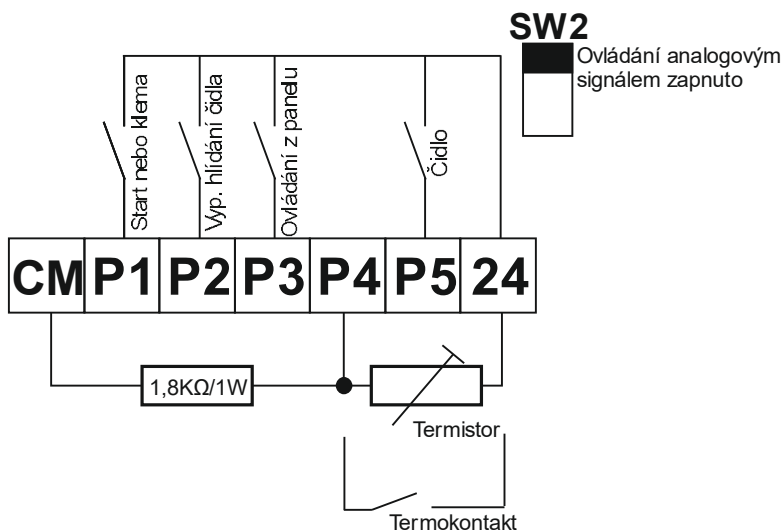 SW2
Ovládání analogovým
signálem zapnuto
Start nebo klema
Vyp. hlídání čidla
Ovládání z panelu
Čidlo
CM P1 P2 P3 P4 P5 24
1,8KΩ/1W
Termistor
Termokontakt